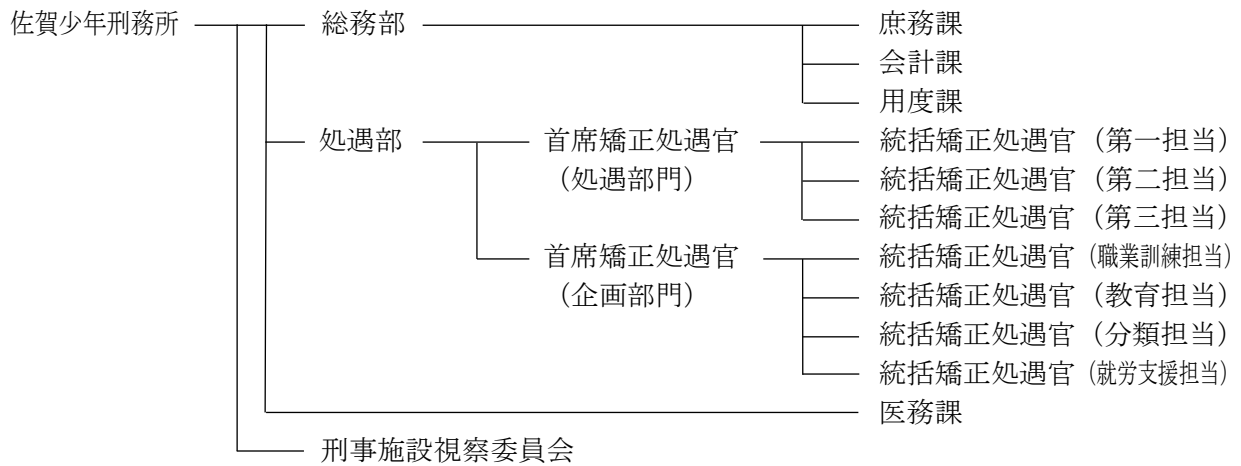 佐賀少年刑務所 総務部 庶務課
会計課
用度課
処遇部 首席矯正処遇官 統括矯正処遇官（第一担当）
（処遇部門） 統括矯正処遇官（第二担当）
統括矯正処遇官（第三担当）
首席矯正処遇官 統括矯正処遇官（職業訓練担当）
（企画部門） 統括矯正処遇官（教育担当）
統括矯正処遇官（分類担当）
統括矯正処遇官（就労支援担当）
医務課
刑事施設視察委員会